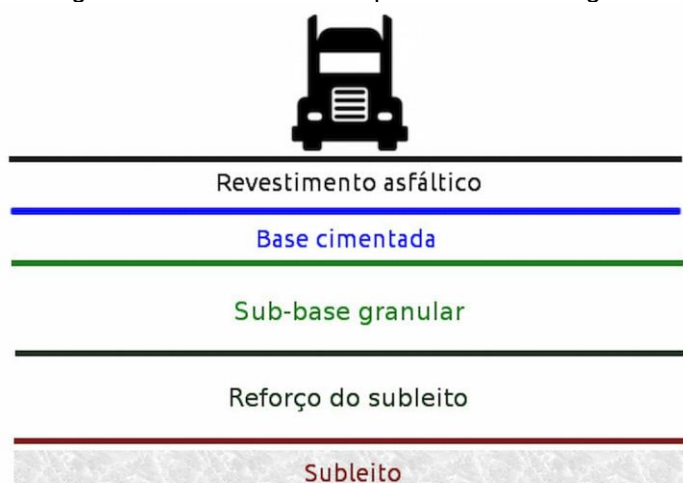 Revestimento asfáltico
Base cimentada
Sub-base granular
Reforço do subleito
Subleito